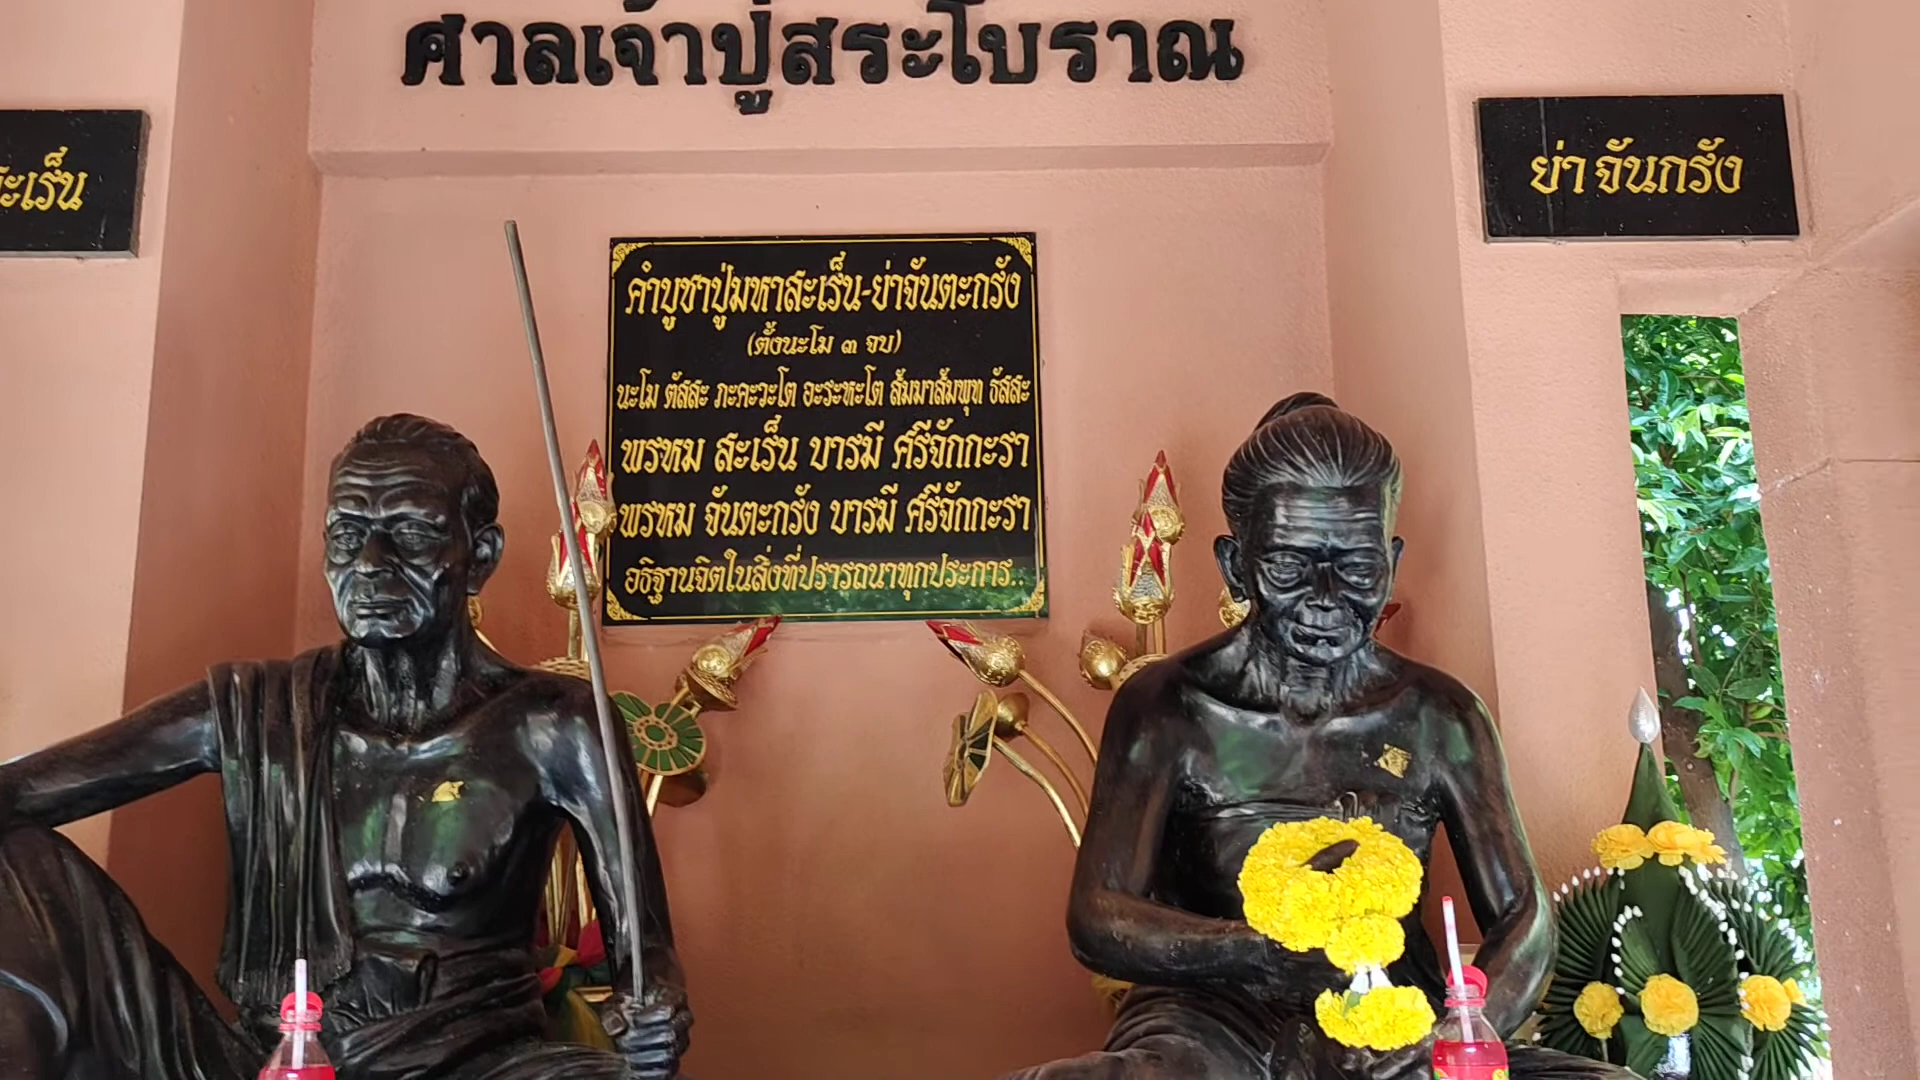 ศาลเจ้าปู่สระโบราณ
สะเร็น
ย่า จันกรัง
คำบูชาปู่มหาสะเร็น-ย่าจันตะกรัง
(ตั้งนะโม ๓ จบ)
นะโม ตัสสะ ภะคะวะโต อะระหะโต สัมมาสัมพุท ธัสสะ
พรหม สะเร็น บารมี ศรีจักกะรา
พรหม จันตะกรัง บารมี ศรีจักกะรา
อธิฐานจิตในสิ่งที่ปรารถนาทุกประการ..